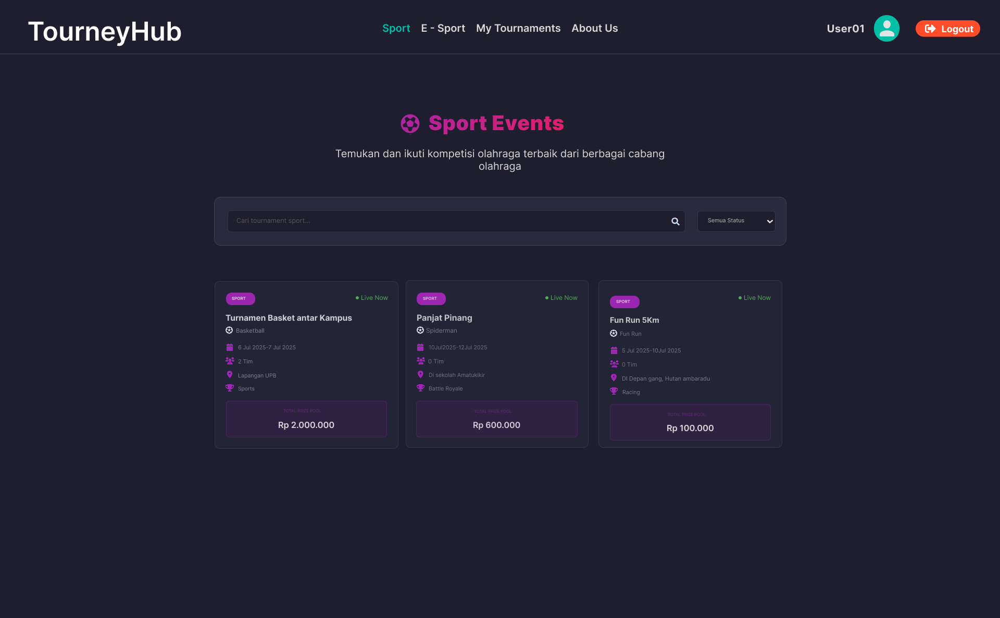 TourneyHub
Sport
E - Sport
My Tournaments
About Us
User01
Logout
Sport Events
Temukan dan ikuti kompetisi olahraga terbaik dari berbagai cabang
olahraga
Cari tournament sport...
Semua Status
SPORT
Live Now
Turnamen Basket antar Kampus
Basketball
6 Jul 2025-7 Jul 2025
2 Tim
Lapangan UPB
Sports
TOTAL PRIZE POOL
Rp 2.000.000
SPORT
Live Now
Panjat Pinang
Spiderman
10Jul2025-12Jul 2025
0 Tim
Di sekolah Amatukikir
Battle Royale
TOTAL PRIZE POOL
Rp 600.000
SPORT
Live Now
Fun Run 5Km
Fun Run
5 Jul 2025-10Jul 2025
0 Tim
DI Depan gang, Hutan ambaradu
Racing
TOTAL PRIZE POOL
Rp 100.000